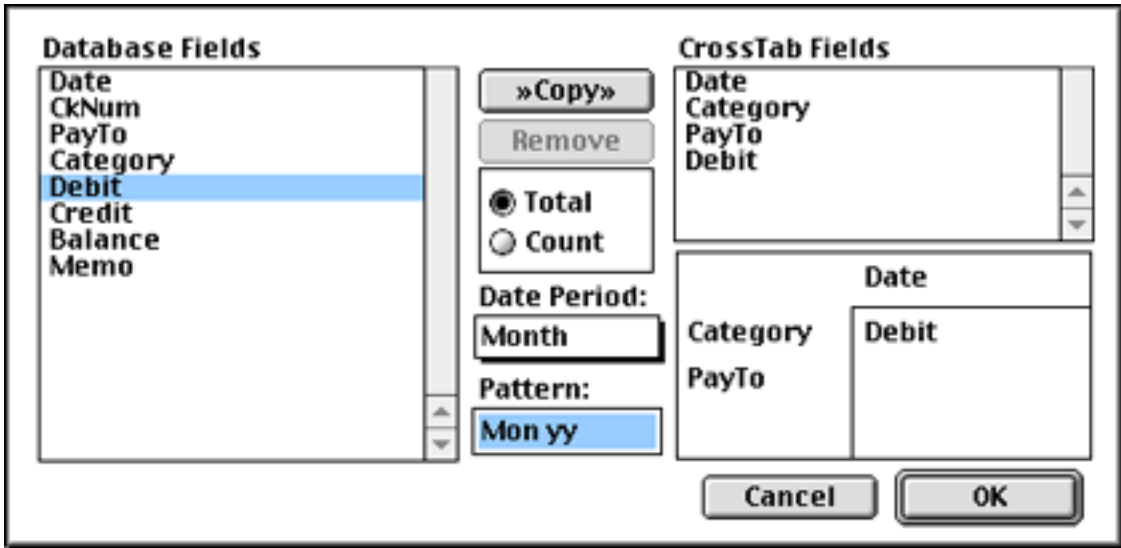 Database Fields
Date
CkNum
PayTo
Category
Debit
Credit
Balance
Memo
»Copy»
Remove
Total
Count
Date Period:
Month
Pattern:
Mon yy
CrossTab Fields
Date
Category
PayTo
Debit
Date
Category Debit
PayTo
Cancel OK